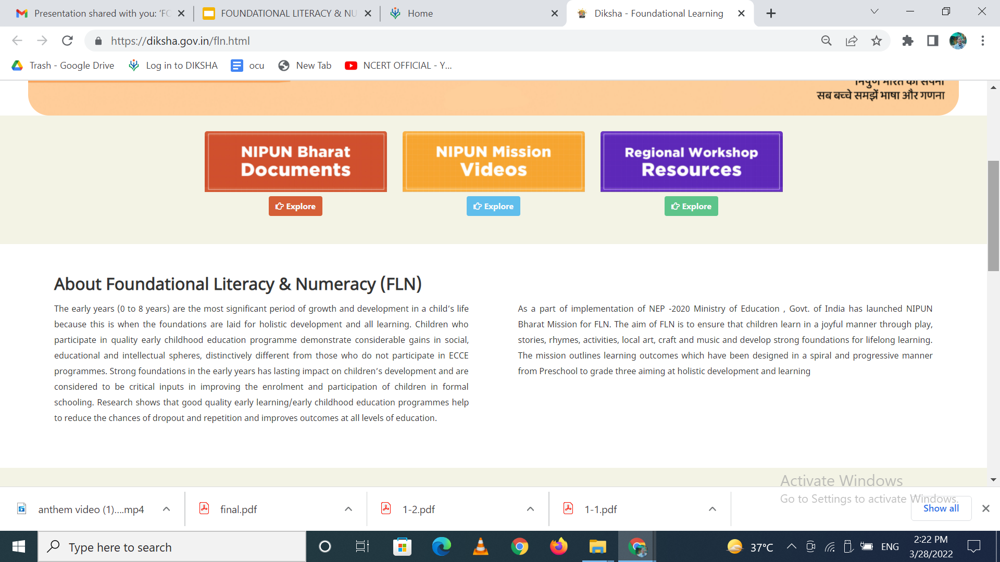 Presentation shared with you: ‘FC
FOUNDATIONAL LITERACY & NU
Home
Diksha - Foundational Learning
https://diksha.gov.in/fln.html
Trash - Google Drive
Log in to DIKSHA
ocu
New Tab
NCERT OFFICIAL - Y...
निपुण भारत का सपना
सब बच्चे समझें भाषा और गणना
NIPUN Bharat
Documents
Explore
NIPUN Mission
Videos
Explore
Regional Workshop
Resources
Explore
About Foundational Literacy & Numeracy (FLN)
The early years (0 to 8 years) are the most significant period of growth and development in a child’s life
because this is when the foundations are laid for holistic development and all learning. Children who
participate in quality early childhood education programme demonstrate considerable gains in social,
educational and intellectual spheres, distinctively different from those who do not participate in ECCE
programmes. Strong foundations in the early years has lasting impact on children’s development and are
considered to be critical inputs in improving the enrolment and participation of children in formal
schooling. Research shows that good quality early learning/early childhood education programmes help
to reduce the chances of dropout and repetition and improves outcomes at all levels of education.
As a part of implementation of NEP -2020 Ministry of Education , Govt. of India has launched NIPUN
Bharat Mission for FLN. The aim of FLN is to ensure that children learn in a joyful manner through play,
stories, rhymes, activities, local art, craft and music and develop strong foundations for lifelong learning.
The mission outlines learning outcomes which have been designed in a spiral and progressive manner
from Preschool to grade three aiming at holistic development and learning
Activate Windows
Go to Settings to activate Windows.
anthem video (1)....mp4
final.pdf
1-2.pdf
1-1.pdf
Show all
Type here to search
37°C
ENG
2:22 PM
3/28/2022